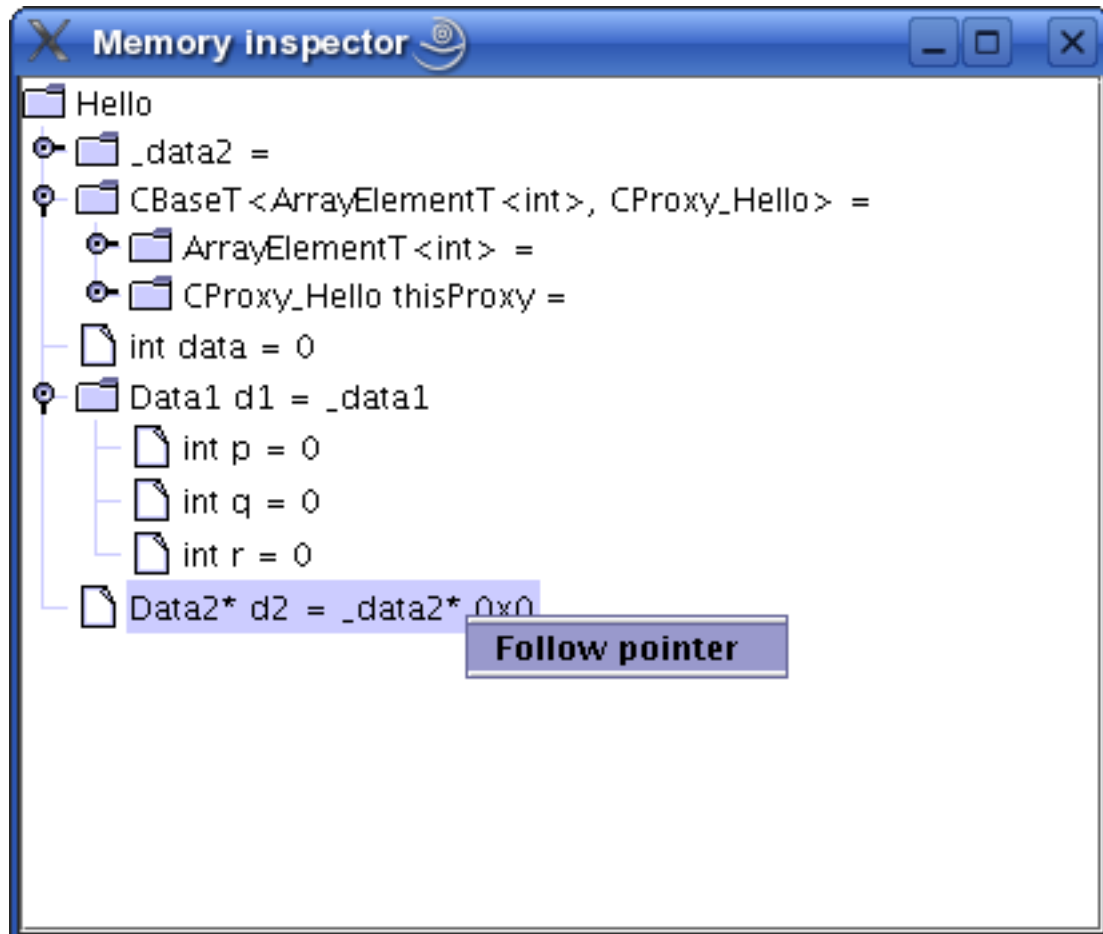 Memory inspector
Hello
_data2 =
CBaseT<ArrayElementT<int>, CProxy_Hello> =
ArrayElementT<int> =
CProxy_Hello thisProxy =
int data = 0
Data1 d1 = _data1
int p = 0
int q = 0
int r = 0
Data2* d2 = _data2* 0x0
Follow pointer